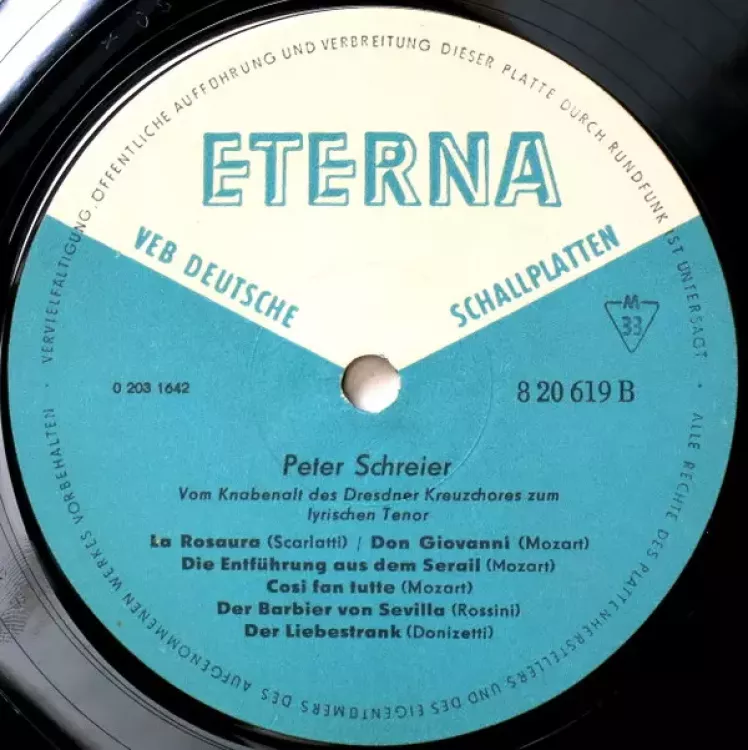 VERVIELFÄLTIGUNG, ÖFFENTLICHE AUFFÜHRUNG UND VERBREITUNG DIESER PLATTE DURCH RUNDFUNK IST UNTERSAGT · ALLE RECHTE DES PLATTENHERSTELLERS UND DES EIGENTÜMERS DES AUFGENOMMENEN WERKES VORBEHALTEN ·
ETERNA
VEB DEUTSCHE SCHALLPLATTEN
M
33
0 203 1642
8 20 619 B
Peter Schreier
Vom Knabenalt des Dresdner Kreuzchores zum
lyrischen Tenor
La Rosaura (Scarlatti) / Don Giovanni (Mozart)
Die Entführung aus dem Serail (Mozart)
Cosi fan tutte (Mozart)
Der Barbier von Sevilla (Rossini)
Der Liebestrank (Donizetti)